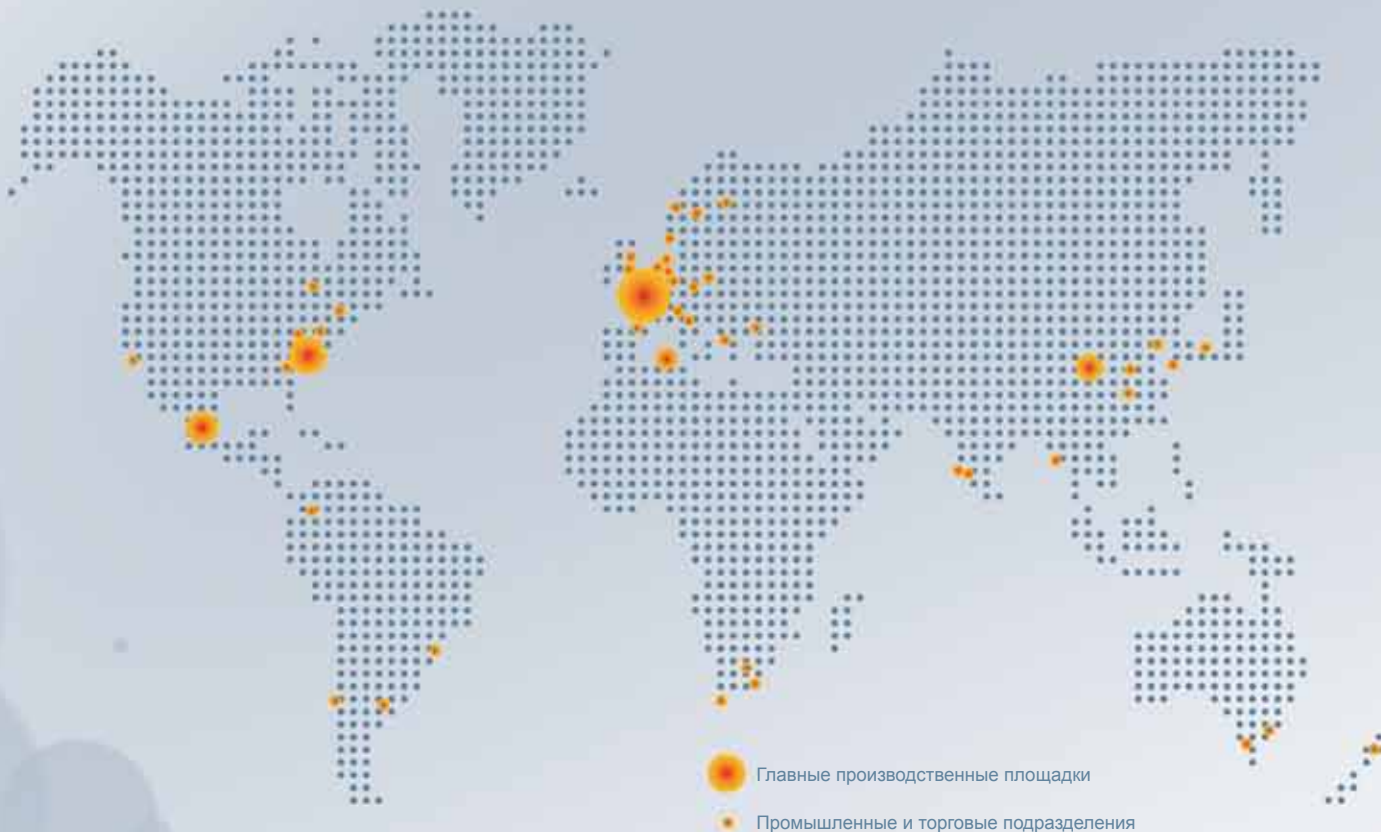 Главные производственные площадки
Промышленные и торговые подразделения